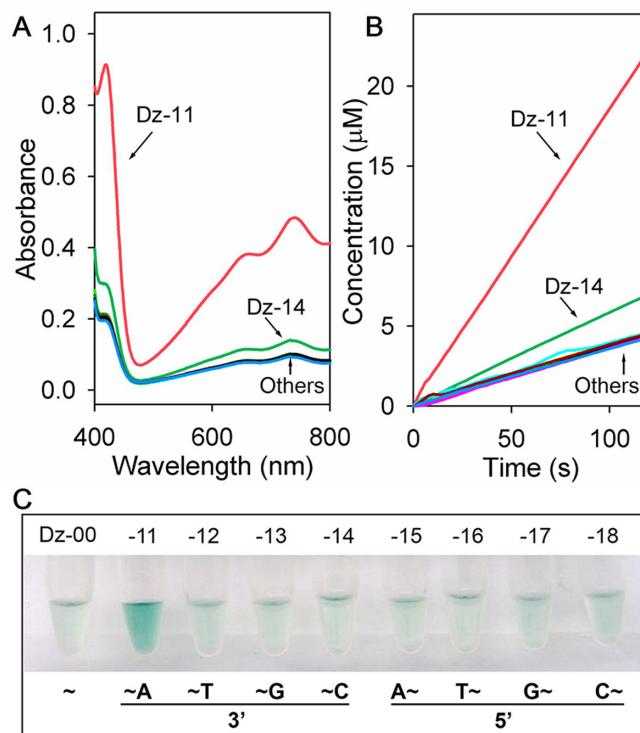 A
1.0
0.8
0.6
0.4
0.2
0.0
Absorbance
Dz-11
Dz-14
Others
400 600 800
Wavelength (nm)
B
20
15
10
5
0
Concentration (μM)
Dz-11
Dz-14
Others
0 50 100
Time (s)
C
Dz-00 -11 -12 -13 -14 -15 -16 -17 -18
~ ~A ~T ~G ~C A~ T~ G~ C~
3' 5'